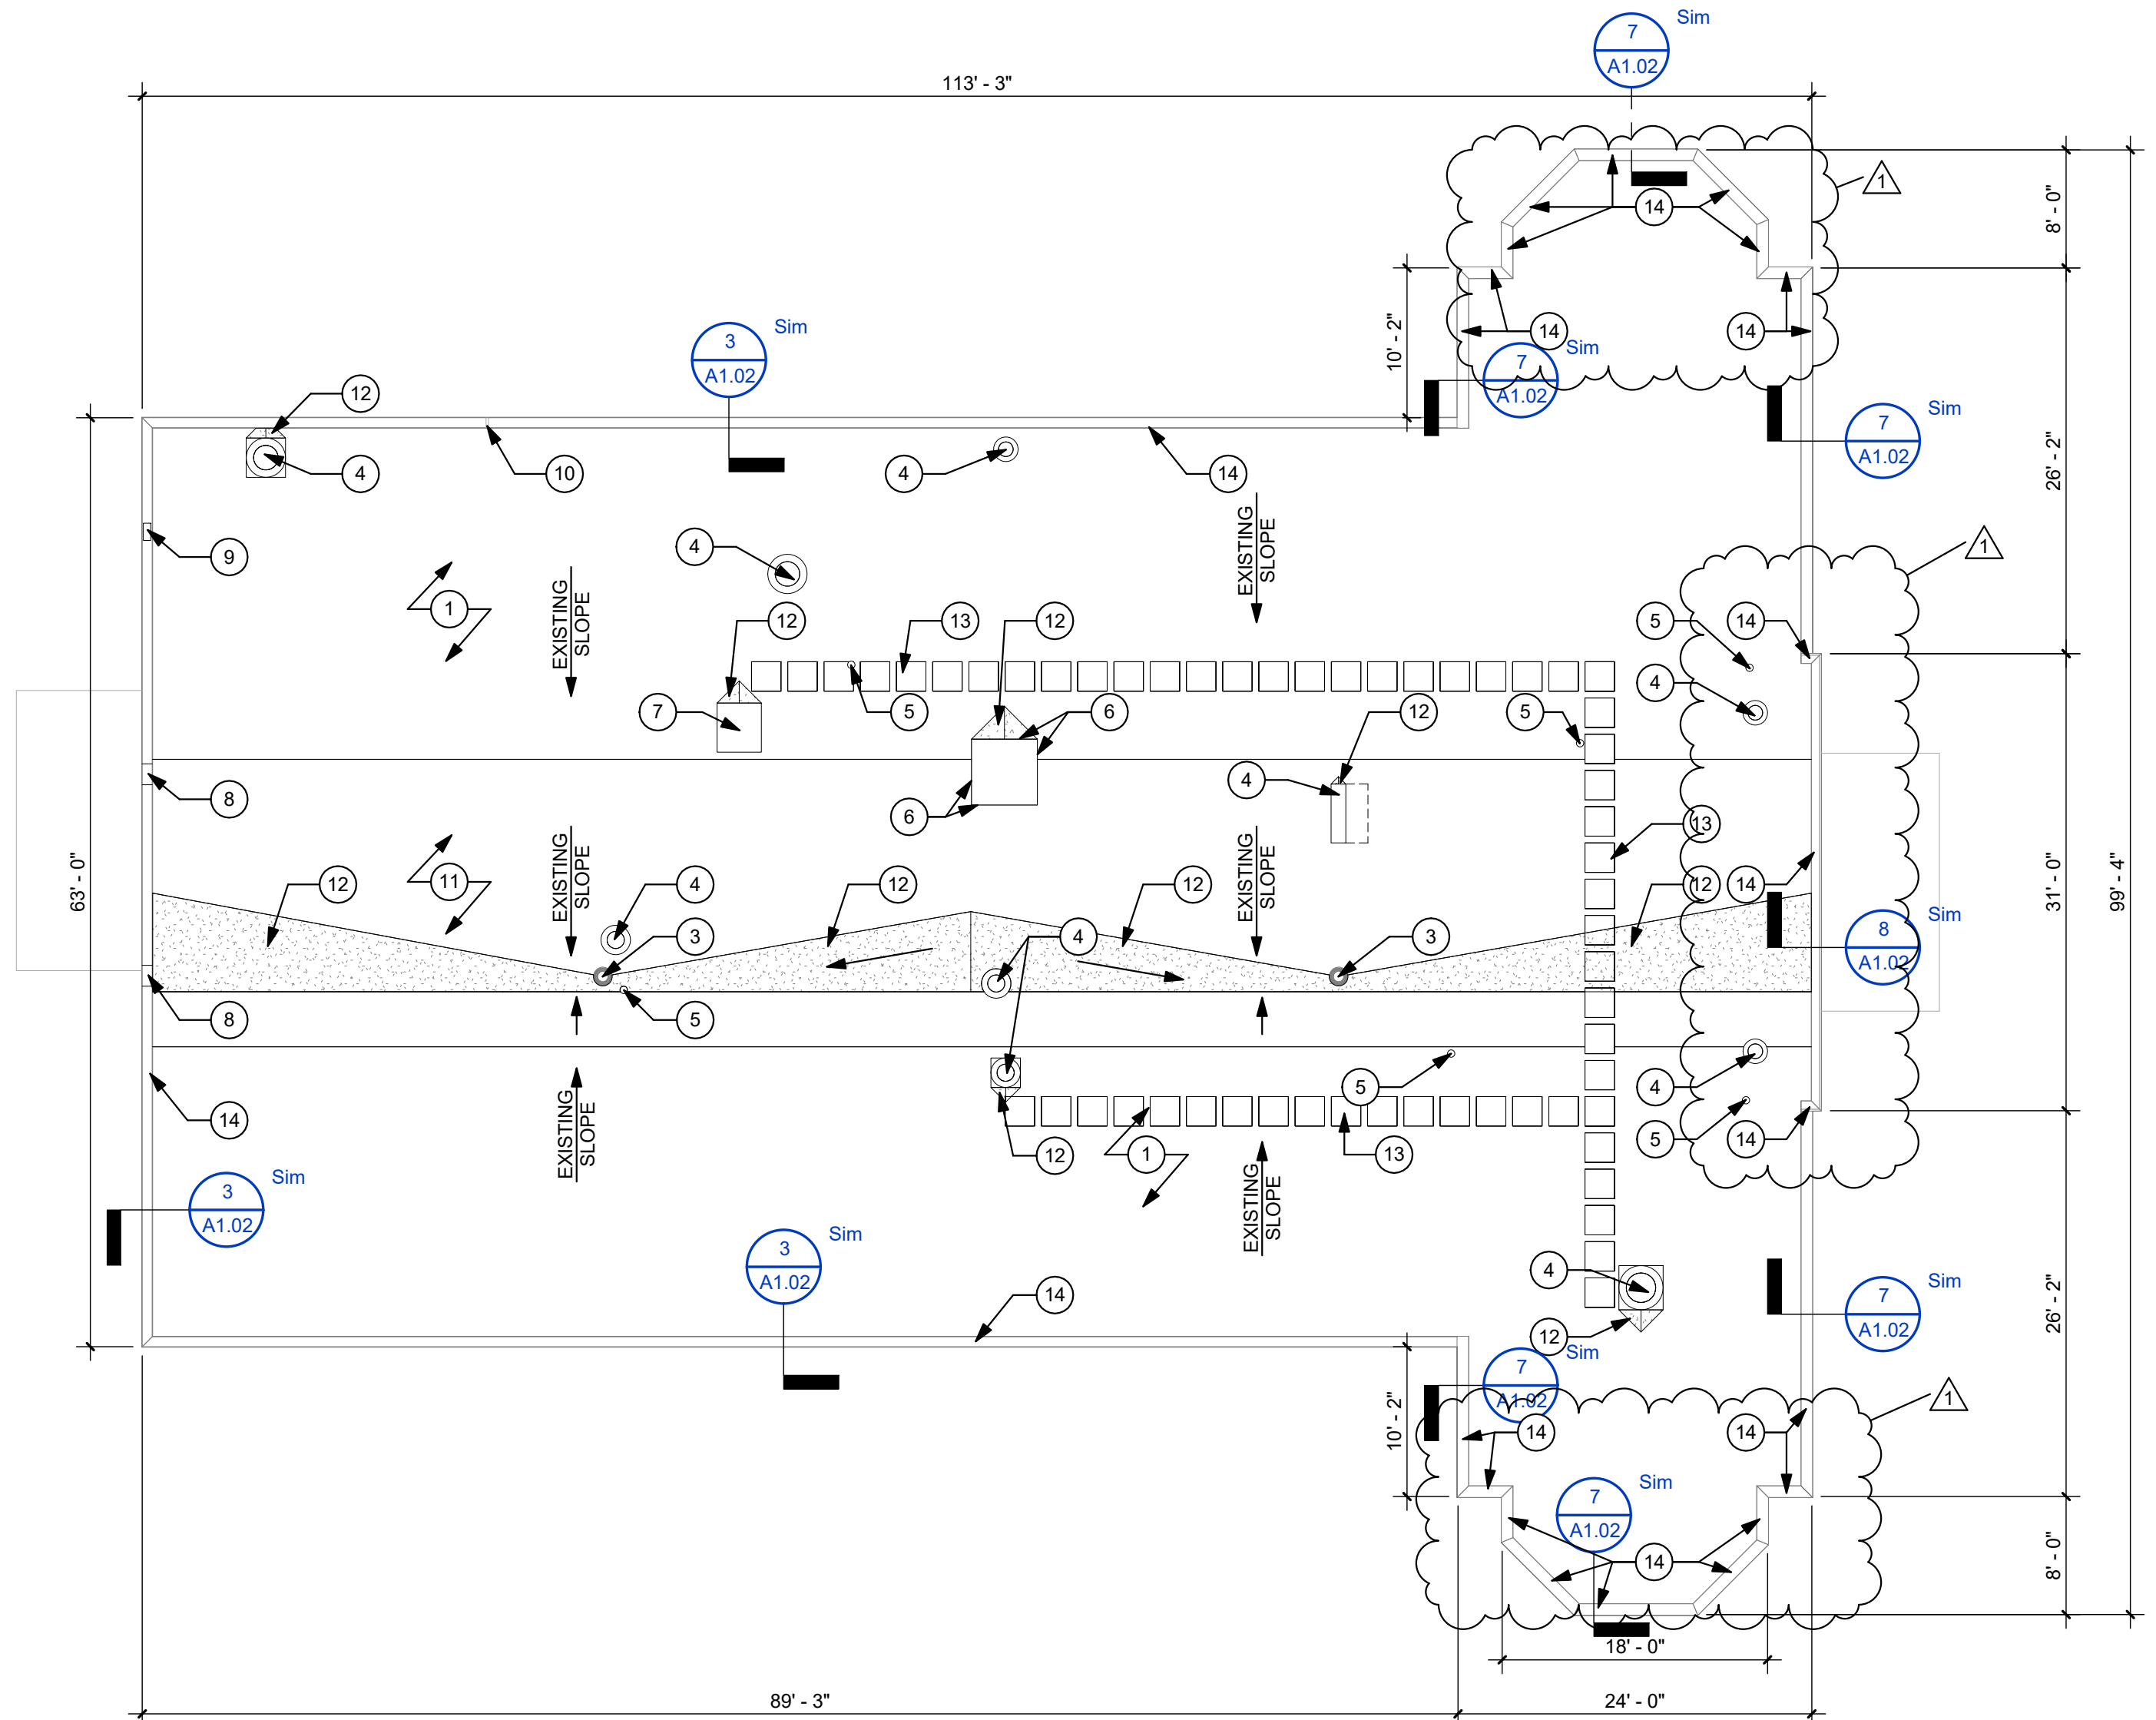 7
Sim
A1.02
113' - 3"
1
8' - 0"
14
10' - 2"
14
14
3
Sim
A1.02
7
Sim
A1.02
7
Sim
A1.02
26' - 2"
12
4
10
4
14
9
4
EXISTING
SLOPE
1
1
EXISTING
SLOPE
12
13
12
5
14
4
7
5
6
12
5
8
4
6
13
63' - 0"
EXISTING
SLOPE
EXISTING
SLOPE
12
11
4
12
12
12
14
31' - 0"
99' - 4"
3
4
3
8
Sim
A1.02
8
5
14
5
4
EXISTING
SLOPE
12
1
13
5
14
EXISTING
SLOPE
3
Sim
A1.02
3
Sim
A1.02
14
4
12
7
Sim
A1.02
26' - 2"
7
Sim
A1.02
1
10' - 2"
14
14
7
Sim
A1.02
14
8' - 0"
18' - 0"
89' - 3"
24' - 0"